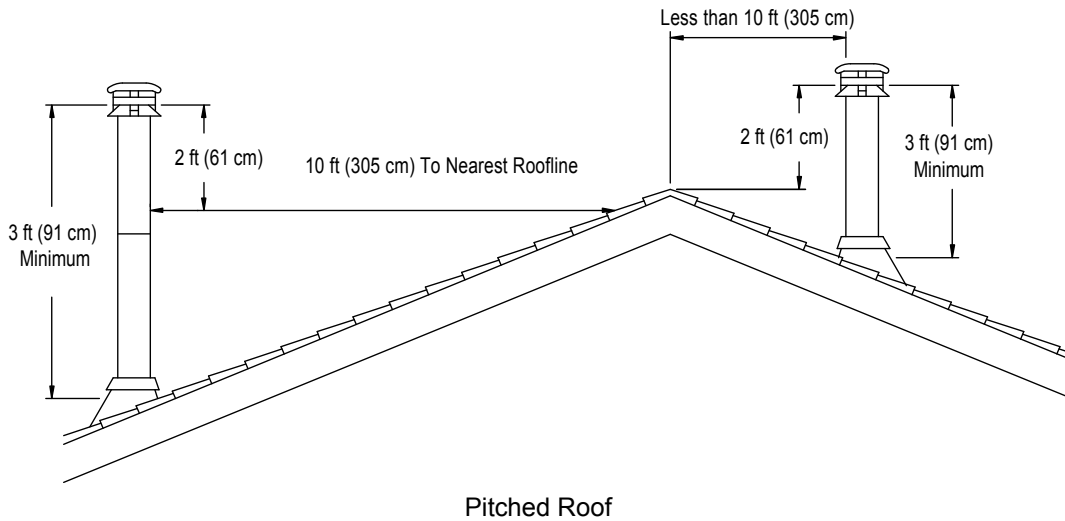 Less than 10 ft (305 cm)
2 ft (61 cm)
10 ft (305 cm) To Nearest Roofline
2 ft (61 cm)
3 ft (91 cm)
Minimum
3 ft (91 cm)
Minimum
Pitched Roof